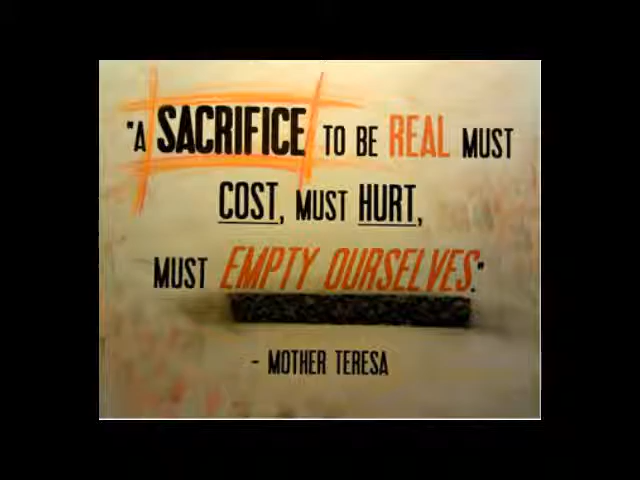 "A SACRIFICE TO BE REAL MUST
COST, MUST HURT,
MUST EMPTY OURSELVES."
- MOTHER TERESA